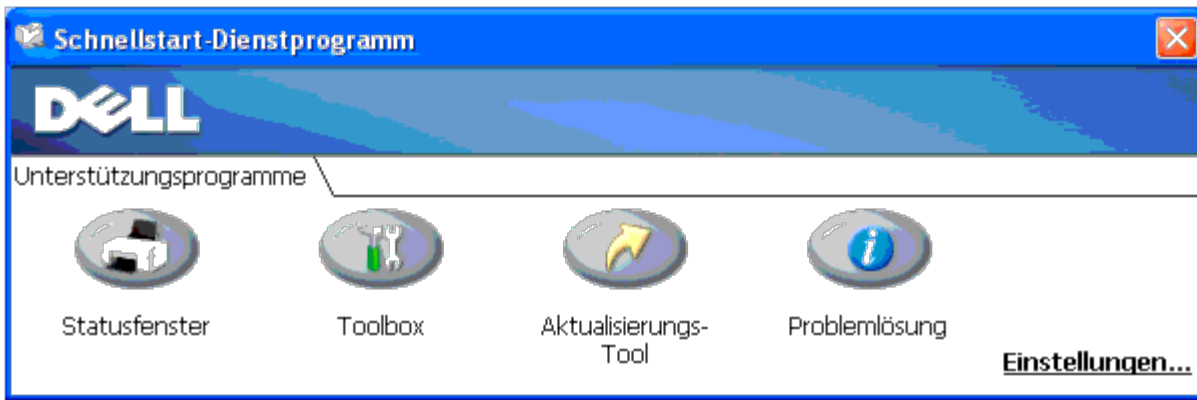 Schnellstart-Dienstprogramm
DELL
Unterstützungsprogramme
Statusfenster
Toolbox
Aktualisierungs-
Tool
Problemlösung
Einstellungen...